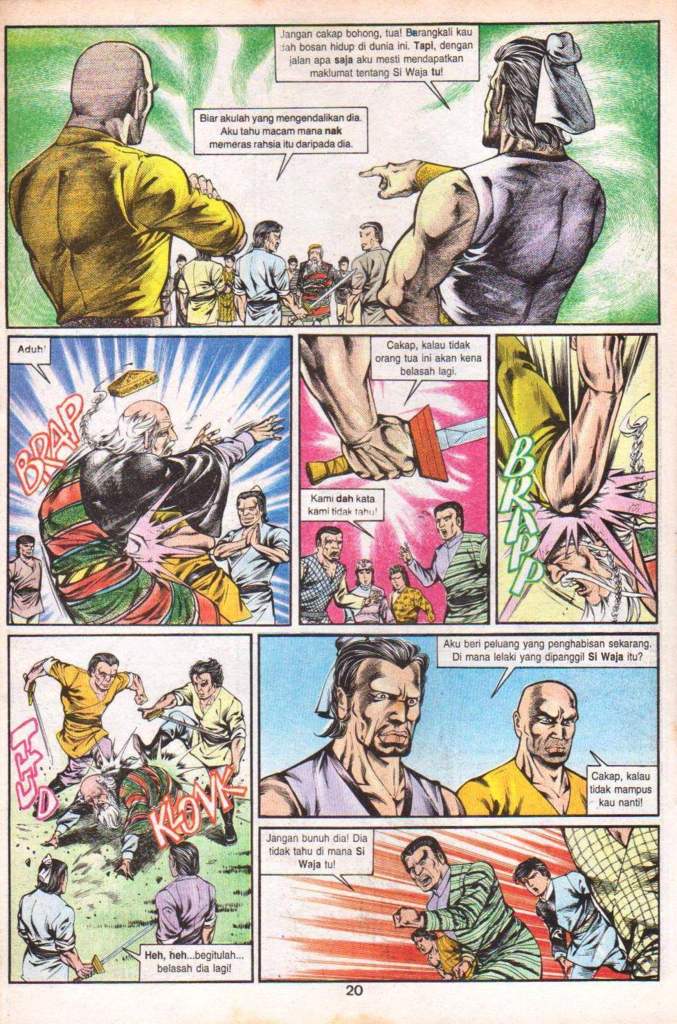 Jangan cakap bohong, tua! Barangkali kau
dah bosan hidup di dunia ini. Tapi, dengan
jalan apa saja aku mesti mendapatkan
maklumat tentang Si Waja tu!
Biar akulah yang mengendalikan dia.
Aku tahu macam mana nak
memeras rahsia itu daripada dia.
Aduh!
BRAP
Cakap, kalau tidak
orang tua ini akan kena
belasah lagi.
Kami dah kata
kami tidak tahu!
BRAPP
KLOVK
Heh, heh...begitulah...
belasah dia lagi!
Aku beri peluang yang penghabisan sekarang.
Di mana lelaki yang dipanggil Si Waja itu?
Cakap, kalau
tidak mampus
kau nanti!
Jangan bunuh dia! Dia
tidak tahu di mana Si
Waja tu!
20